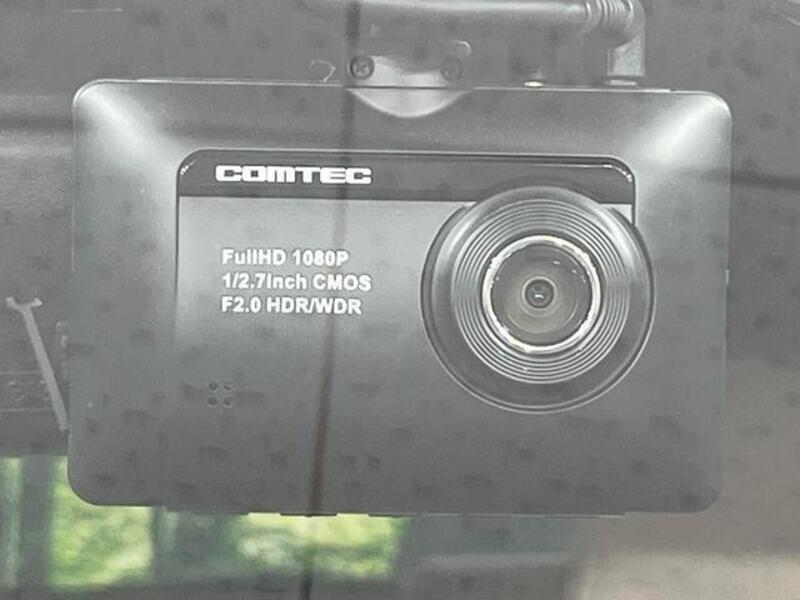 COMTEC
FullHD 1080P
1/2.7Inch CMOS
F2.0 HDR/WDR